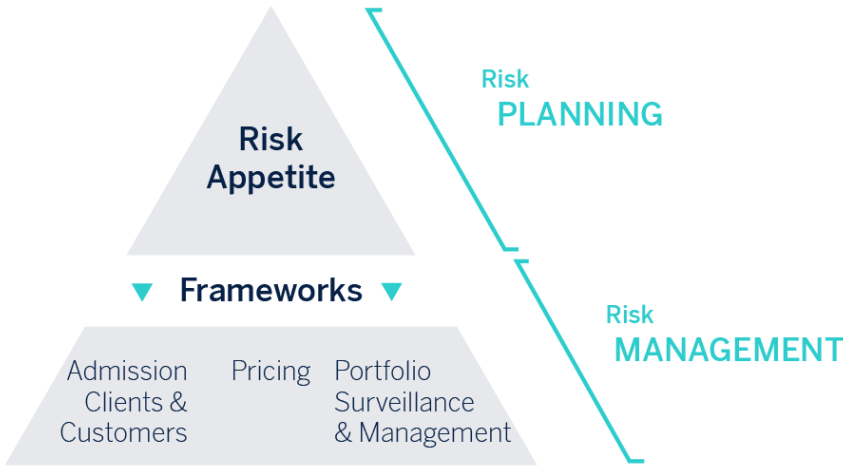 Risk
Appetite
Risk
PLANNING
Frameworks
Risk
MANAGEMENT
Admission
Clients &
Customers
Pricing
Portfolio
Surveillance
& Management